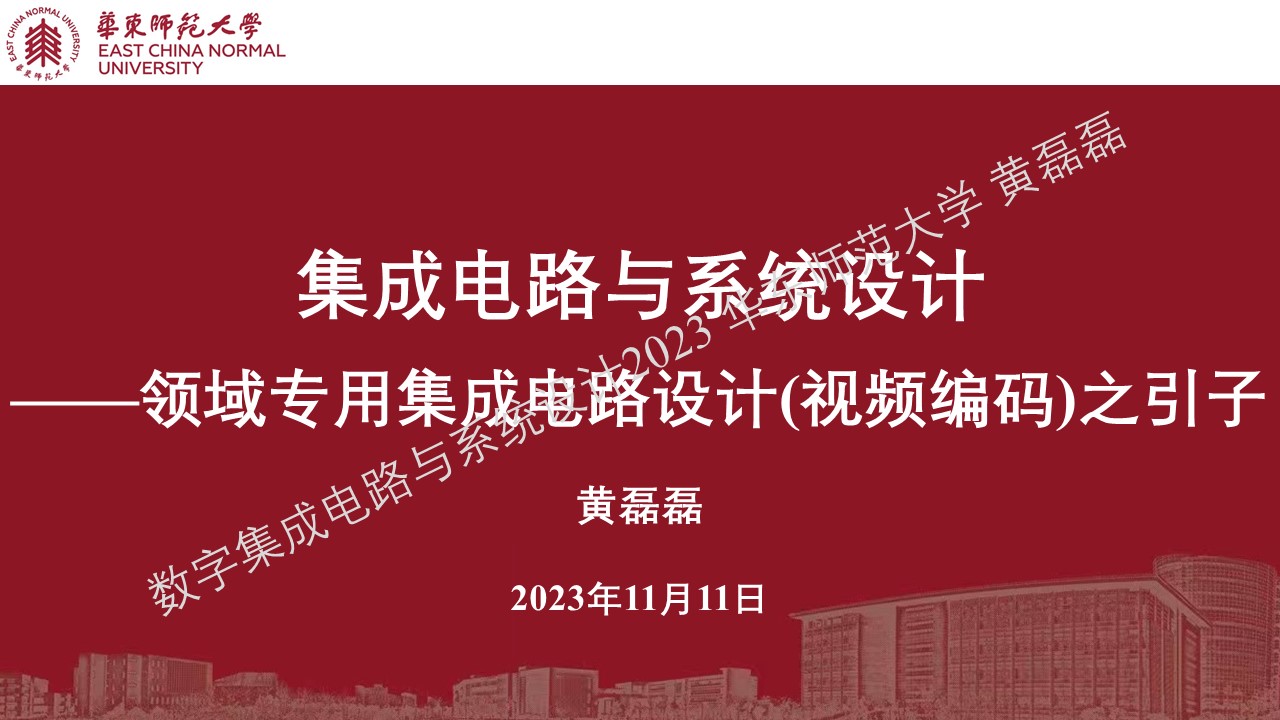 EAST CHINA NORMAL UNIVERSITY
華東師範大學
華東師範大學
EAST CHINA NORMAL
UNIVERSITY
集成电路与系统设计
——领域专用集成电路设计(视频编码)之引子
黄磊磊
2023年11月11日
数字集成电路与系统设计2023 华东师范大学 黄磊磊